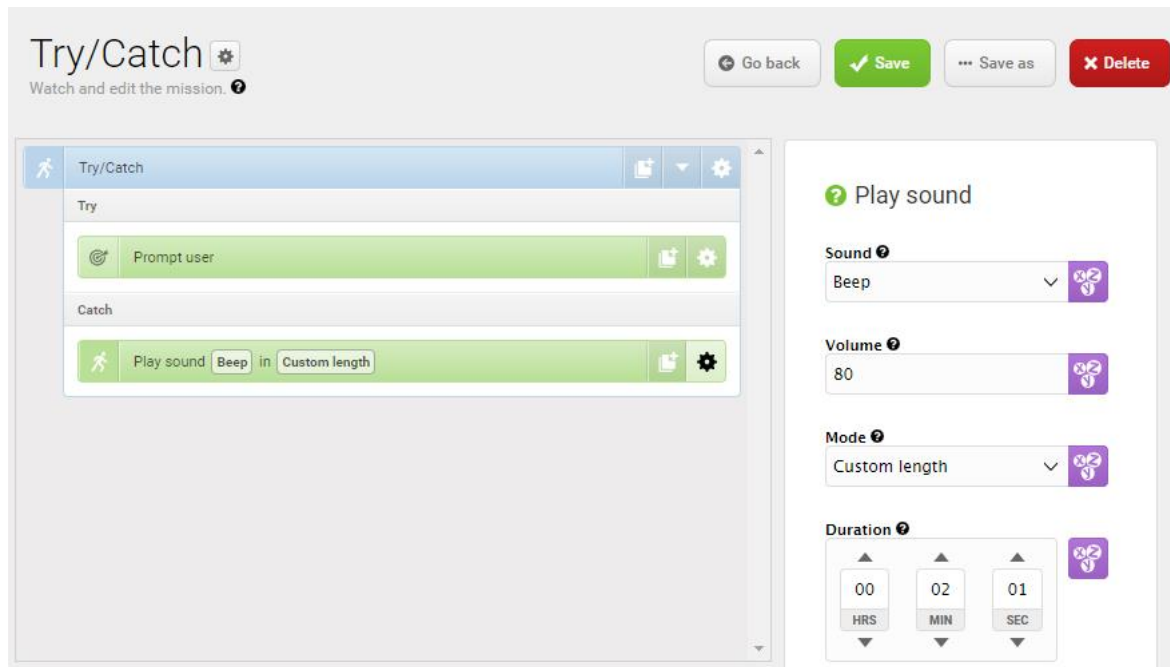 Try/Catch
Watch and edit the mission.
Go back
Save
Save as
Delete
Try/Catch
Try
Prompt user
Catch
Play sound Beep in Custom length
Play sound
Sound
Beep
Volume
80
Mode
Custom length
Duration
00 02 01
HRS MIN SEC